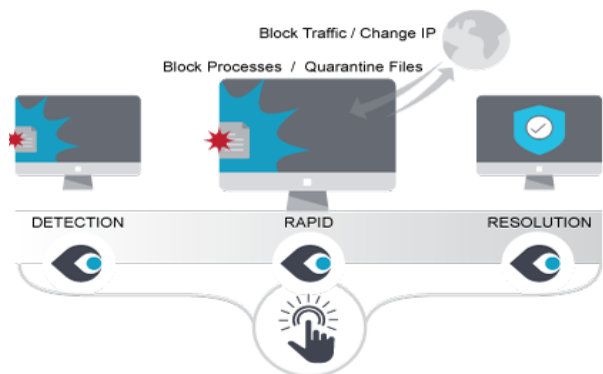 Block Traffic / Change IP
Block Processes / Quarantine Files
DETECTION
RAPID
RESOLUTION